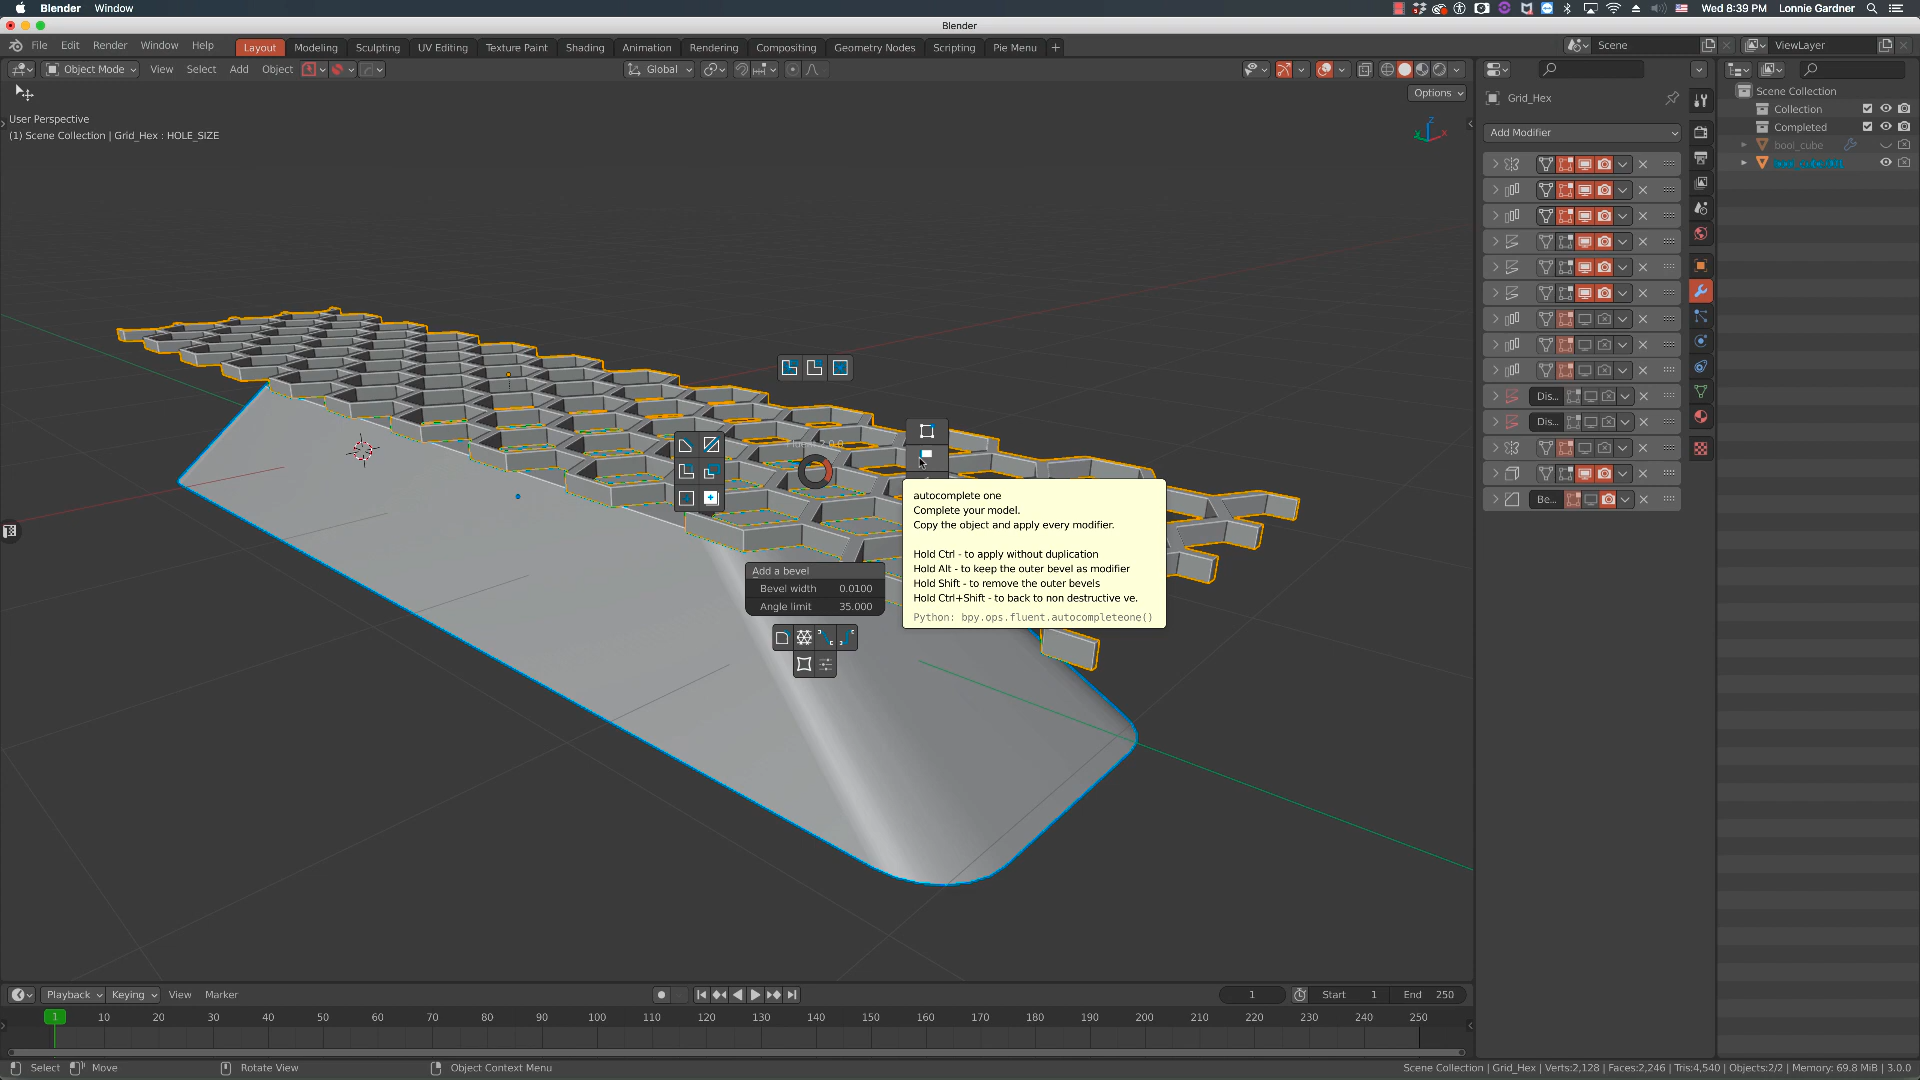 Blender Window
Wed 8:39 PM Lonnie Gardner
Blender
File Edit Render Window Help
Layout Modeling Sculpting UV Editing Texture Paint Shading Animation Rendering Compositing Geometry Nodes Scripting Pie Menu +
Scene
ViewLayer
Object Mode View Select Add Object
Global
Options
User Perspective
(1) Scene Collection | Grid_Hex : HOLE_SIZE
Z
Grid_Hex
Add Modifier
Dis...
Dis...
Be...
Scene Collection
Collection
Completed
bool_cube
autocomplete one
Complete your model.
Copy the object and apply every modifier.
Hold Ctrl - to apply without duplication
Hold Alt - to keep the outer bevel as modifier
Hold Shift - to remove the outer bevels
Hold Ctrl+Shift - to back to non destructive ve.
Python: bpy.ops.fluent.autocompleteone()
Add a bevel
Bevel width 0.0100
Angle limit 35.000
Playback Keying View Marker
1
Start 1
End 250
1 10 20 30 40 50 60 70 80 90 100 110 120 130 140 150 160 170 180 190 200 210 220 230 240 250
Select Move Rotate View Object Context Menu
Scene Collection | Grid_Hex | Verts:2,128 | Faces:2,246 | Tris:4,540 | Objects:2/2 | Memory: 69.8 MiB | 3.0.0